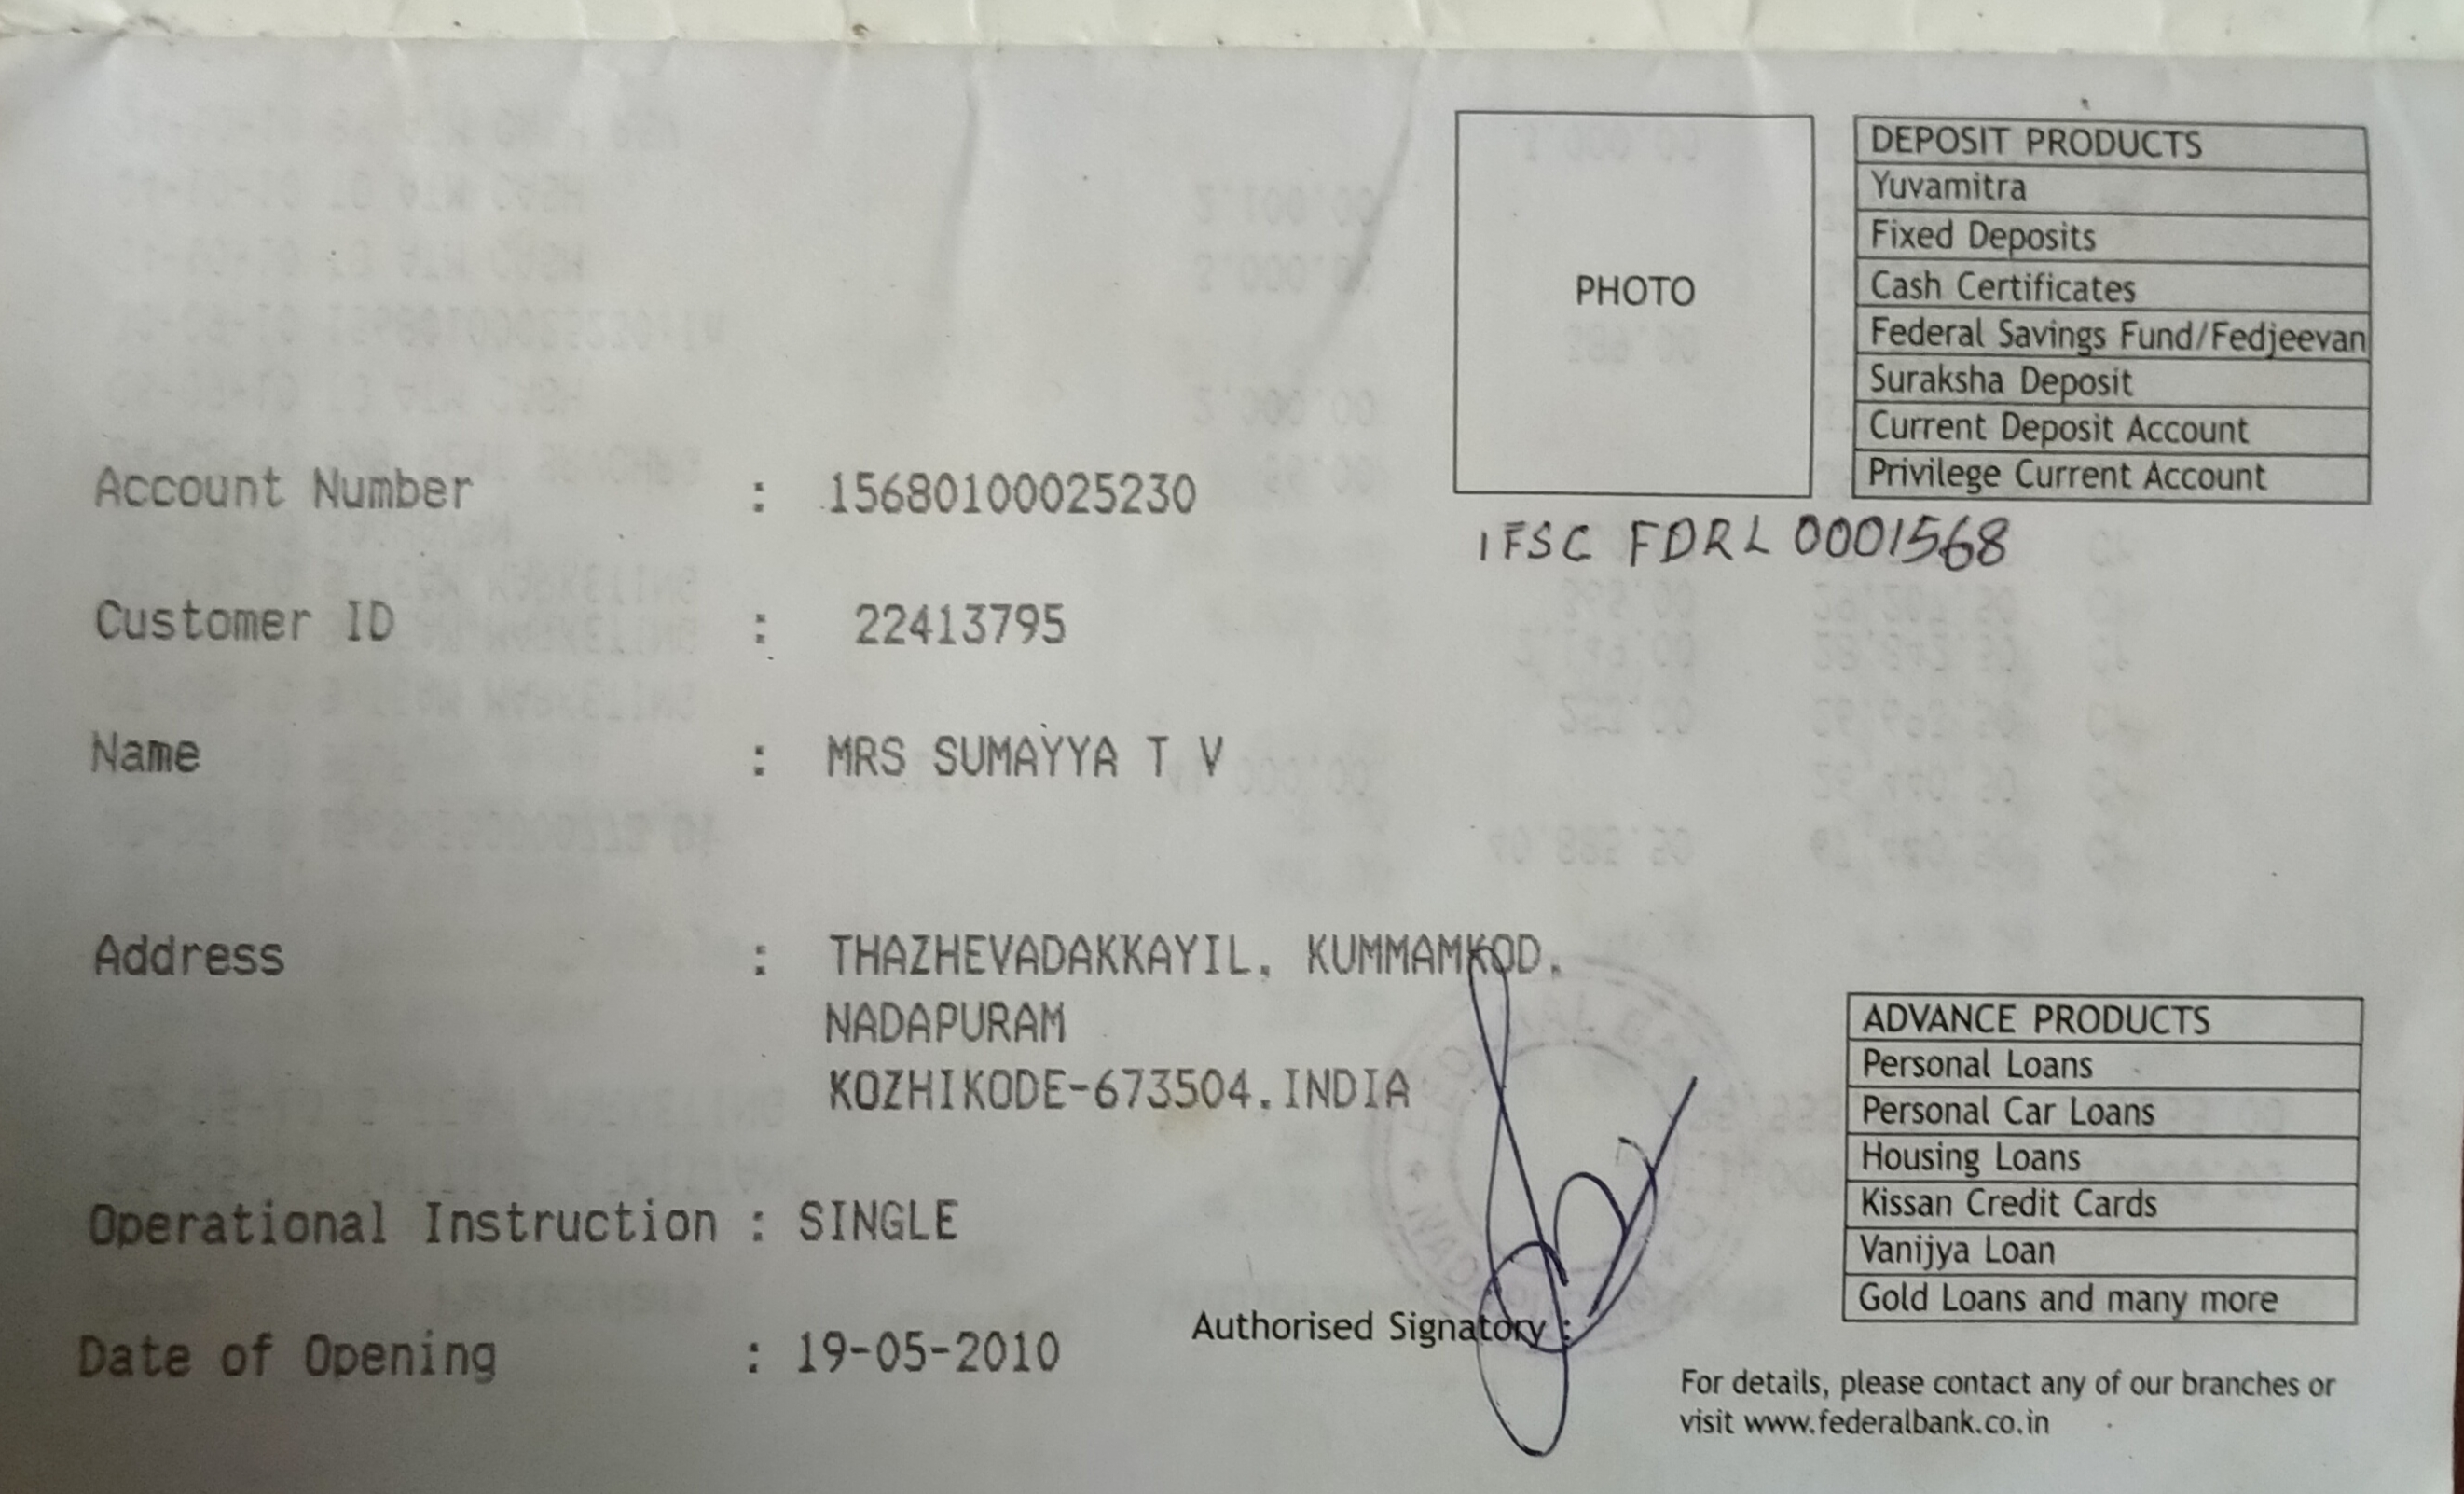 Account Number : 15680100025230
Customer ID : 22413795
Name : MRS SUMAYYA T V
Address : THAZHEVADAKKAYIL, KUMMAMKOD,
NADAPURAM
KOZHIKODE-673504.INDIA
Operational Instruction : SINGLE
Date of Opening : 19-05-2010
PHOTO
IFSC FDRL 0001568
DEPOSIT PRODUCTS
Yuvamitra
Fixed Deposits
Cash Certificates
Federal Savings Fund/Fedjeevan
Suraksha Deposit
Current Deposit Account
Privilege Current Account
Authorised Signatory :
ADVANCE PRODUCTS
Personal Loans
Personal Car Loans
Housing Loans
Kissan Credit Cards
Vanijya Loan
Gold Loans and many more
For details, please contact any of our branches or
visit www.federalbank.co.in